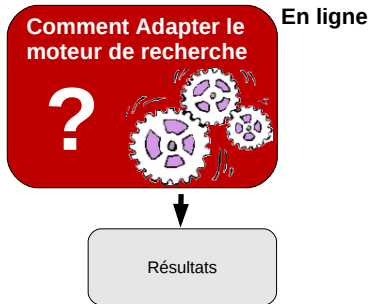 Comment Adapter le
moteur de recherche
En ligne
?
Résultats